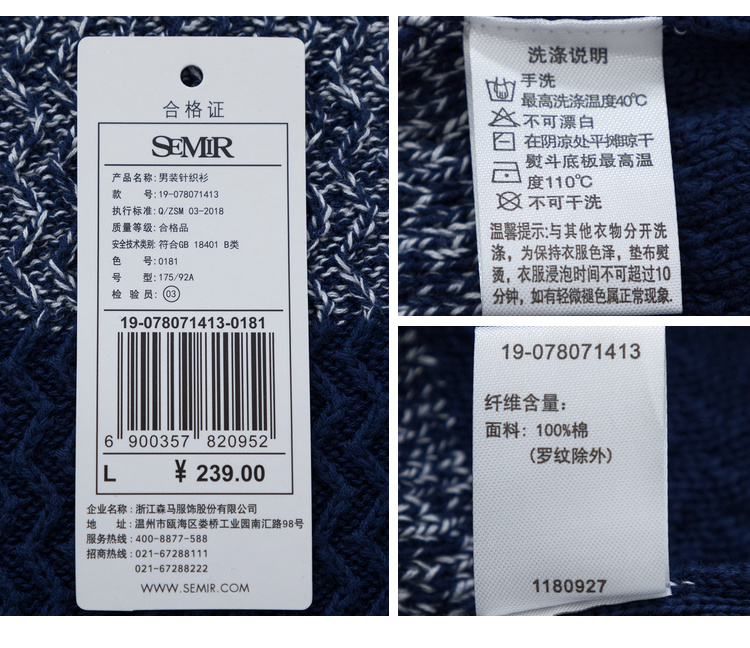 合格证
SEMIR
产品名称:男装针织衫
款 号:19-078071413
执行标准:Q/ZSM 03-2018
质量等级:合格品
安全技术类别:符合GB 18401 B类
色 号:0181
号 型:175/92A
检 验 员:03
19-078071413-0181
6 900357 820952
L ¥ 239.00
企业名称:浙江森马服饰股份有限公司
地 址:温州市瓯海区娄桥工业园南汇路98号
服务热线:400-8877-588
招商热线:021-67288111
021-67288222
WWW.SEMIR.COM
洗涤说明
手洗
最高洗涤温度40℃
不可漂白
在阴凉处平摊晾干
熨斗底板最高温
度110℃
不可干洗
温馨提示:与其他衣物分开洗
涤，为保持衣服色泽，垫布熨
烫，衣服浸泡时间不可超过10
分钟，如有轻微褪色属正常现象.
19-078071413
纤维含量:
面料: 100%棉
(罗纹除外)
1180927